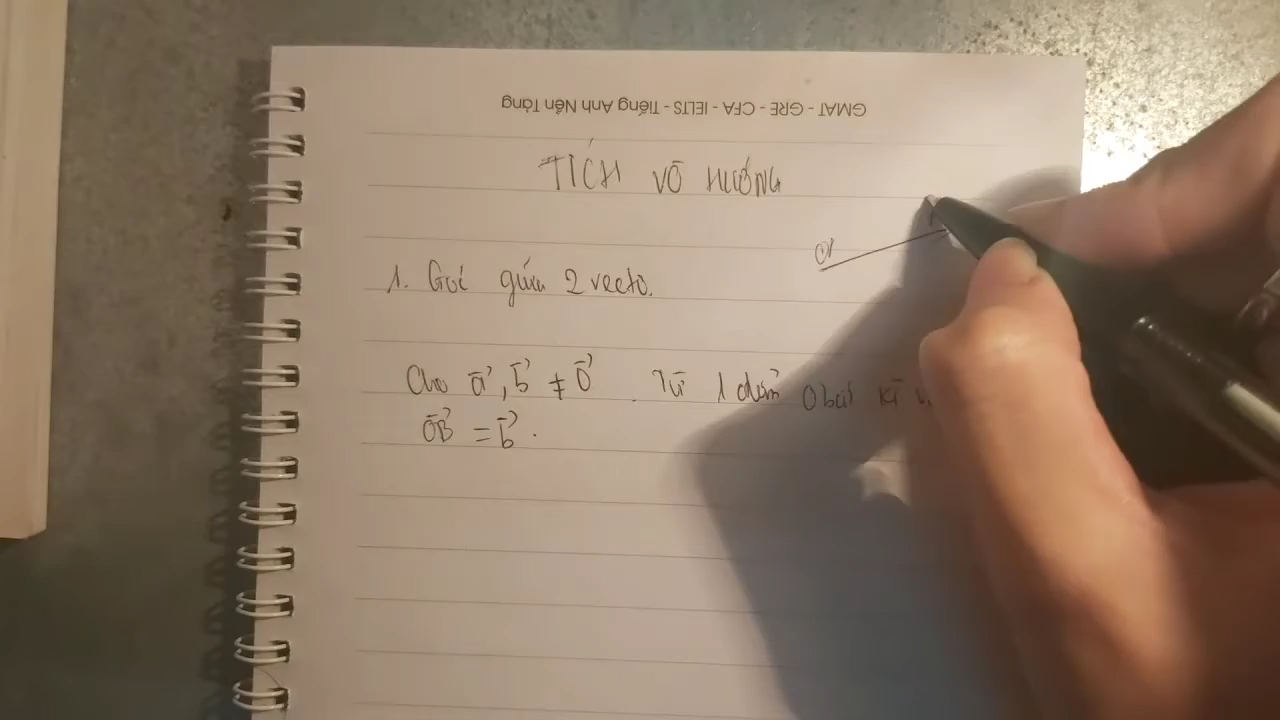 GMAT - GRE - CFA - IELTS - Tiếng Anh Nền Tảng
TÍCH VÔ HƯỚNG
O
1. Góc giữa 2 vecto.
Cho a⃗, b⃗ ≠ 0⃗. Từ 1 điểm O bất kì
OB⃗ = b⃗.